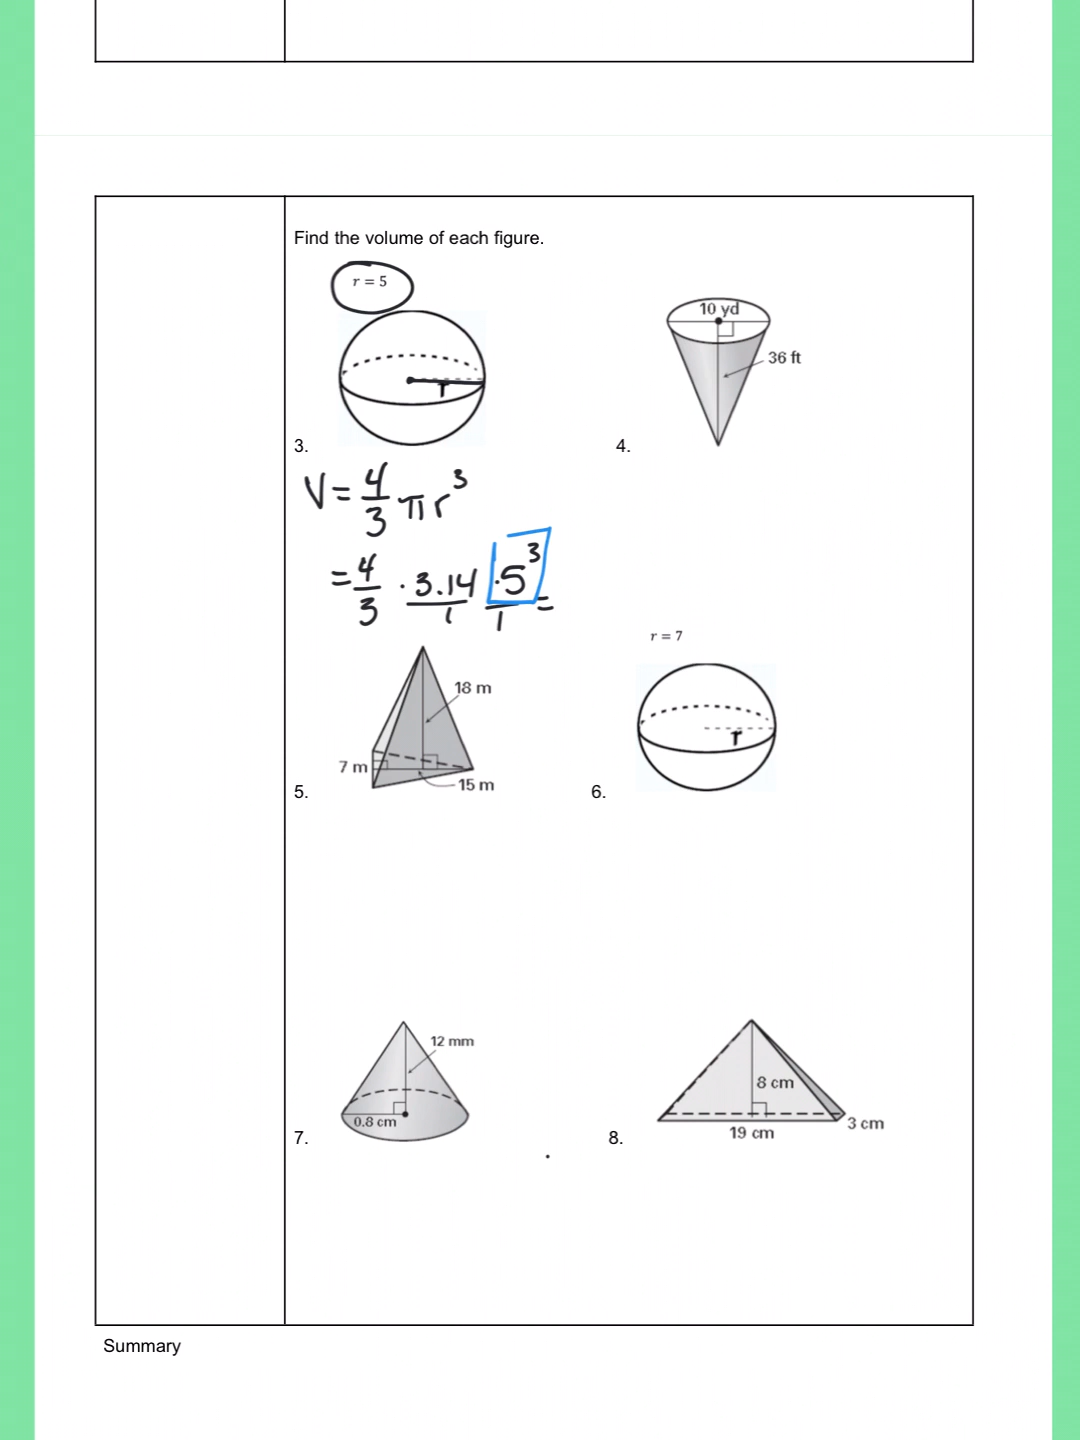 Find the volume of each figure.
r = 5
r
3.
V = 4/3 πr³
= 4/3 · 3.14/1 · 5³/1 =
10 yd
36 ft
4.
18 m
7 m
15 m
5.
r = 7
r
6.
12 mm
0.8 cm
7.
8 cm
19 cm
3 cm
8.
Summary